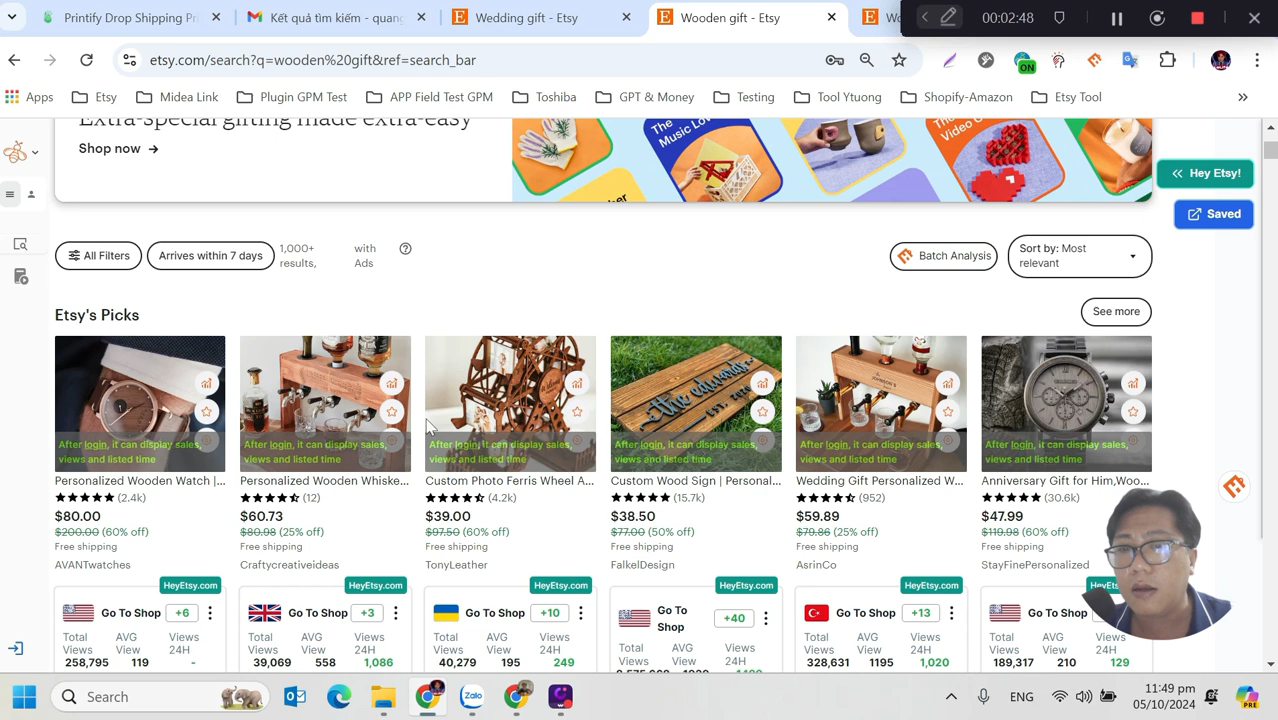 Printify Drop Shipping Pr
Kết quả tìm kiếm - quang
Wedding gift - Etsy
Wooden gift - Etsy
00:02:48
etsy.com/search?q=wooden%20gift&ref=search_bar
ON
Apps
Etsy
Midea Link
Plugin GPM Test
APP Field Test GPM
Toshiba
GPT & Money
Testing
Tool Ytuong
Shopify-Amazon
Etsy Tool
Extra-special gifting made extra-easy
Shop now
The Music Lov
The Video G
Hey Etsy!
Saved
All Filters
Arrives within 7 days
1,000+ results,
with Ads
Batch Analysis
Sort by: Most relevant
Etsy's Picks
See more
After login, it can display sales, views and listed time
After login, it can display sales, views and listed time
After login, it can display sales, views and listed time
After login, it can display sales, views and listed time
After login, it can display sales, views and listed time
After login, it can display sales, views and listed time
Personalized Wooden Watch |...
Personalized Wooden Whiske...
Custom Photo Ferris Wheel A...
Custom Wood Sign | Personal...
Wedding Gift Personalized W...
Anniversary Gift for Him,Woo...
(2.4k)
(12)
(4.2k)
(15.7k)
(952)
(30.6k)
$80.00
$60.73
$39.00
$38.50
$59.89
$47.99
$200.00 (60% off)
$80.98 (25% off)
$97.50 (60% off)
$77.00 (50% off)
$79.86 (25% off)
$119.98 (60% off)
Free shipping
Free shipping
Free shipping
Free shipping
Free shipping
Free shipping
AVANTwatches
Craftycreativeideas
TonyLeather
FalkelDesign
AsrinCo
StayFinePersonalized
HeyEtsy.com
HeyEtsy.com
HeyEtsy.com
HeyEtsy.com
HeyEtsy.com
Go To Shop +6
Go To Shop +3
Go To Shop +10
Go To Shop +40
Go To Shop +13
Go To Shop
Total Views 258,795
AVG View 119
Views 24H -
Total Views 39,069
AVG View 558
Views 24H 1,086
Total Views 40,279
AVG View 195
Views 24H 249
Total Views
AVG View
Views 24H
Total Views 328,631
AVG View 1195
Views 24H 1,020
Total Views 189,317
AVG View 210
Views 24H 129
Search
ENG
11:49 pm
05/10/2024
PRE